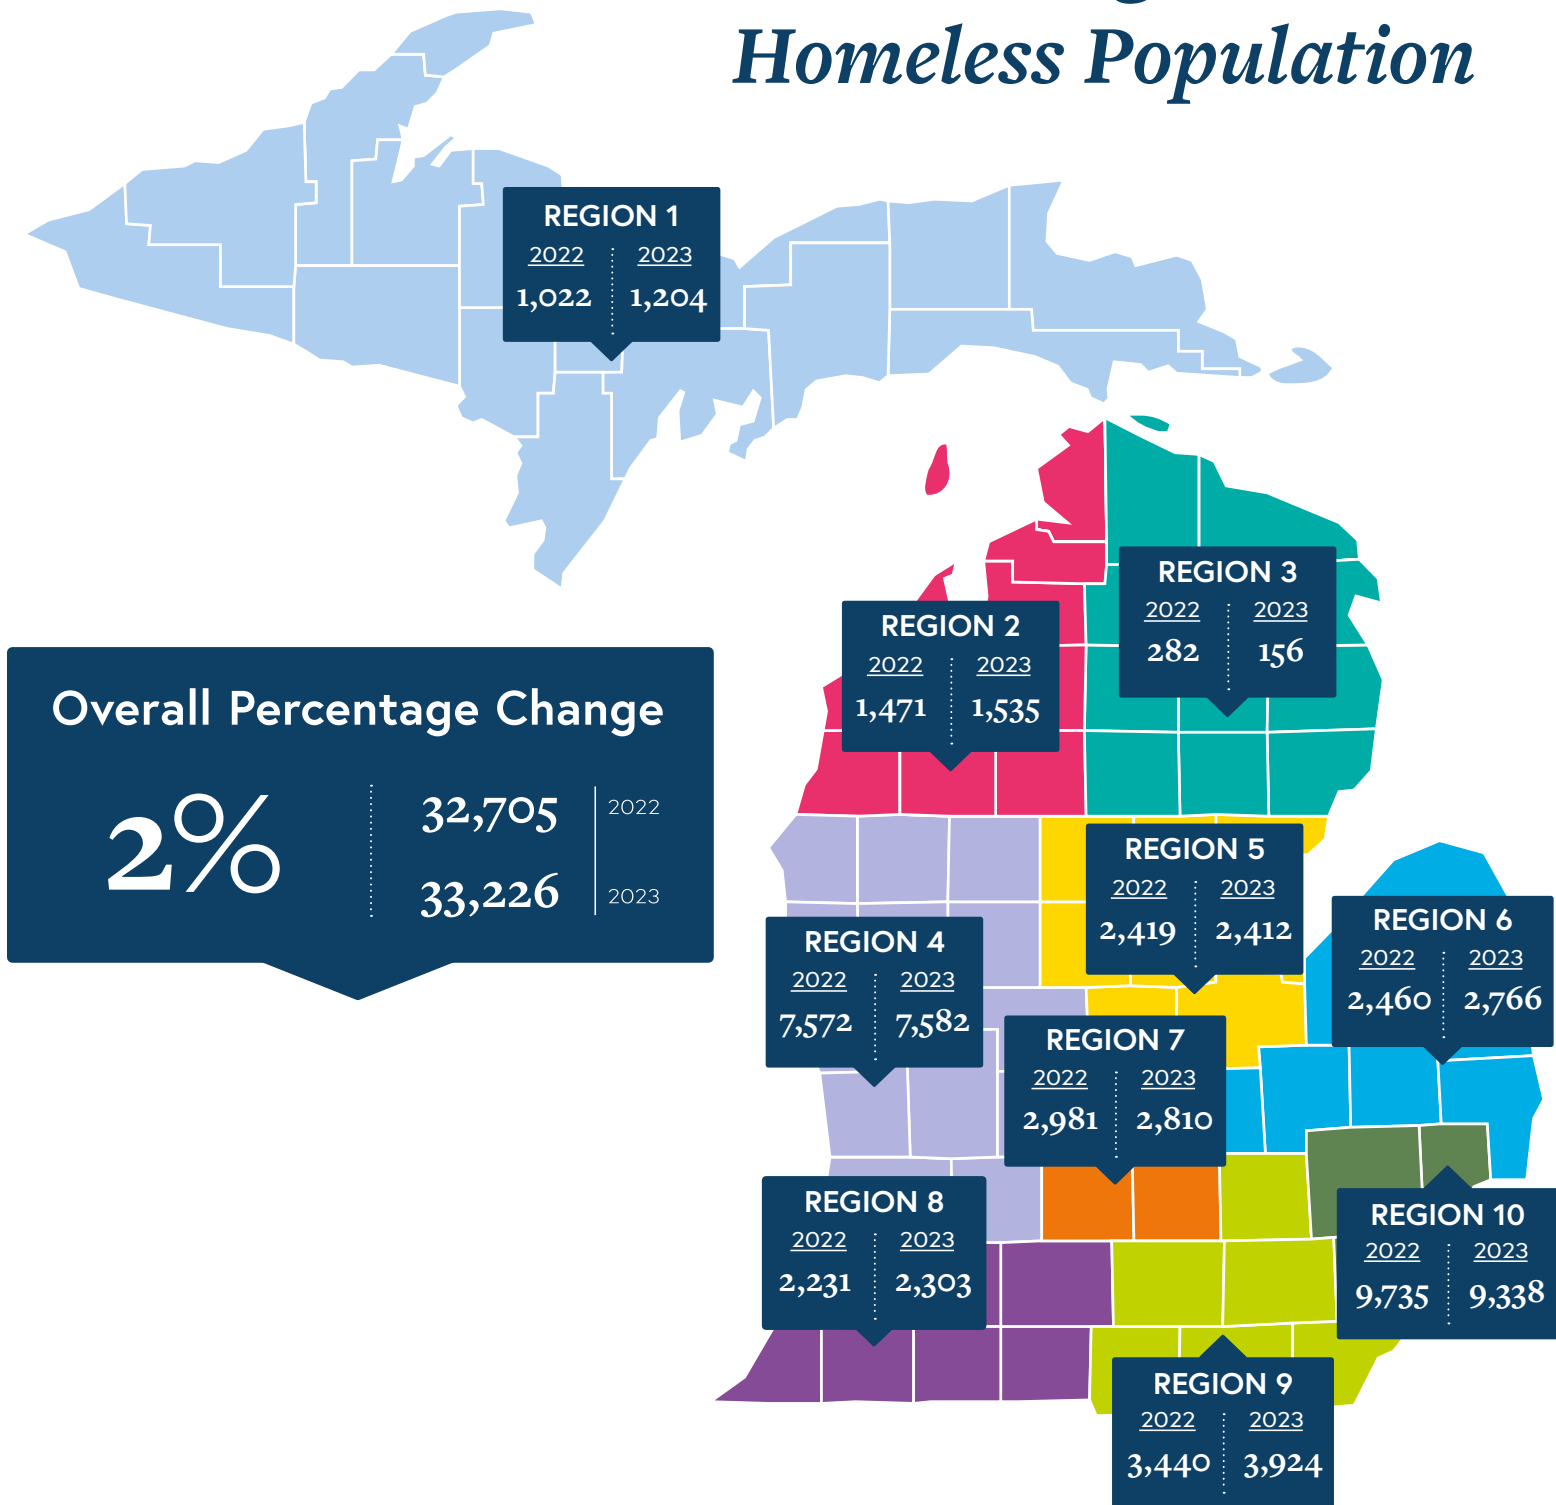 Homeless Population
REGION 1
2022 2023
1,022 1,204
REGION 3
2022 2023
282 156
REGION 2
2022 2023
1,471 1,535
Overall Percentage Change
2%
32,705 2022
33,226 2023
REGION 5
2022 2023
2,419 2,412
REGION 6
2022 2023
2,460 2,766
REGION 4
2022 2023
7,572 7,582
REGION 7
2022 2023
2,981 2,810
REGION 8
2022 2023
2,231 2,303
REGION 10
2022 2023
9,735 9,338
REGION 9
2022 2023
3,440 3,924